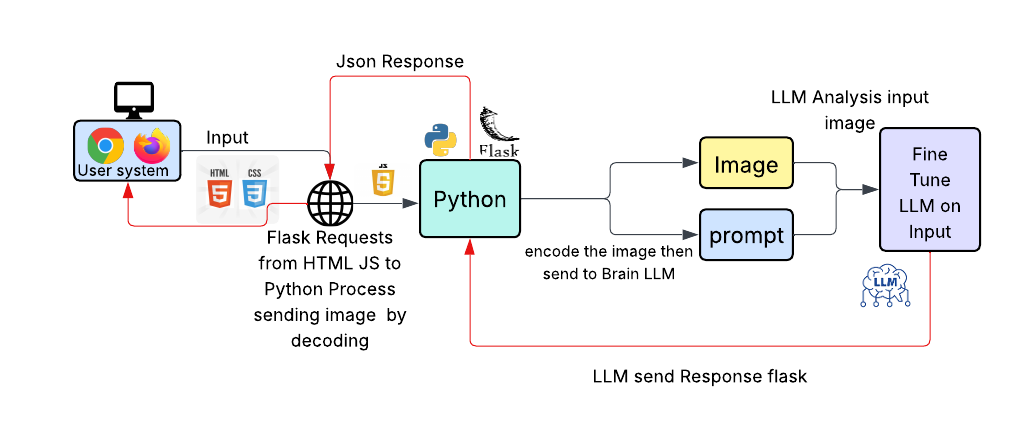 Json Response
LLM Analysis input
image
Input
User system
HTML
CSS
JS
Flask
Python
Image
prompt
Fine
Tune
LLM on
Input
Flask Requests
from HTML JS to
Python Process
sending image by
decoding
encode the image then
send to Brain LLM
LLM
LLM send Response flask